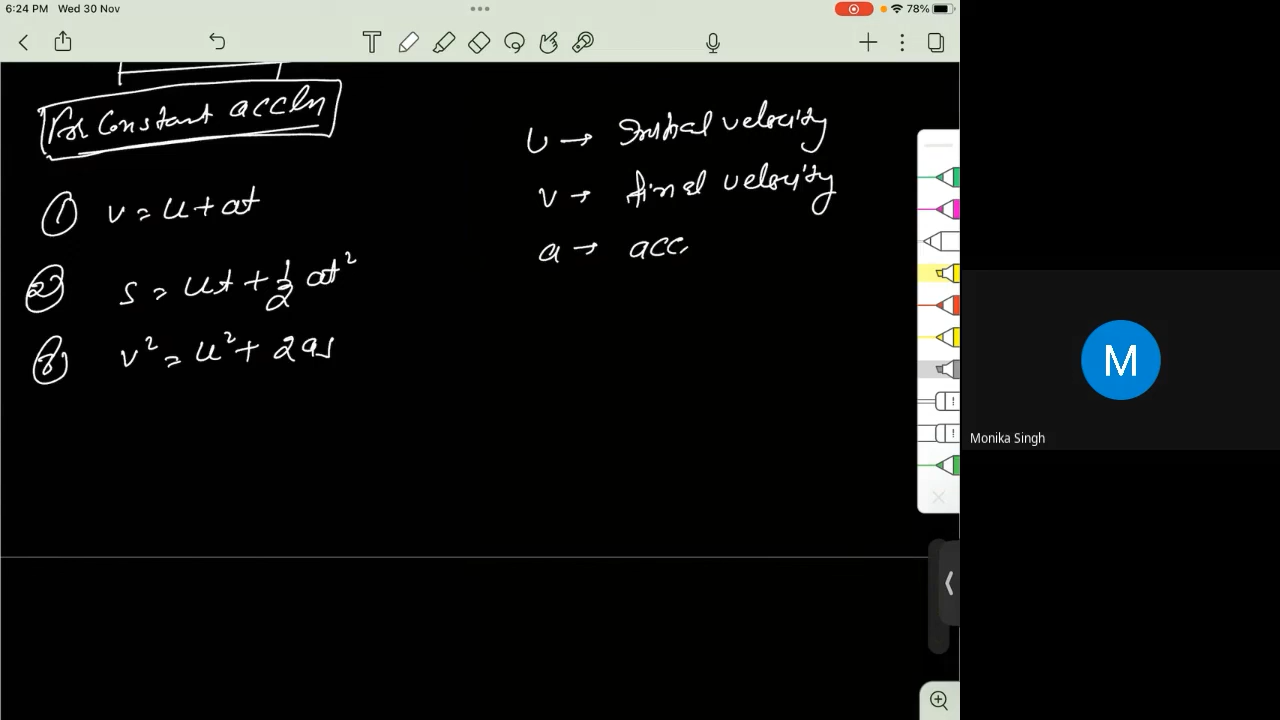 6:24 PM Wed 30 Nov
78%
For Constant accln
① v = u + at
② s = ut + 1/2 at²
③ v² = u² + 2as
U → Initial velocity
v → final velocity
a → acc
M
Monika Singh